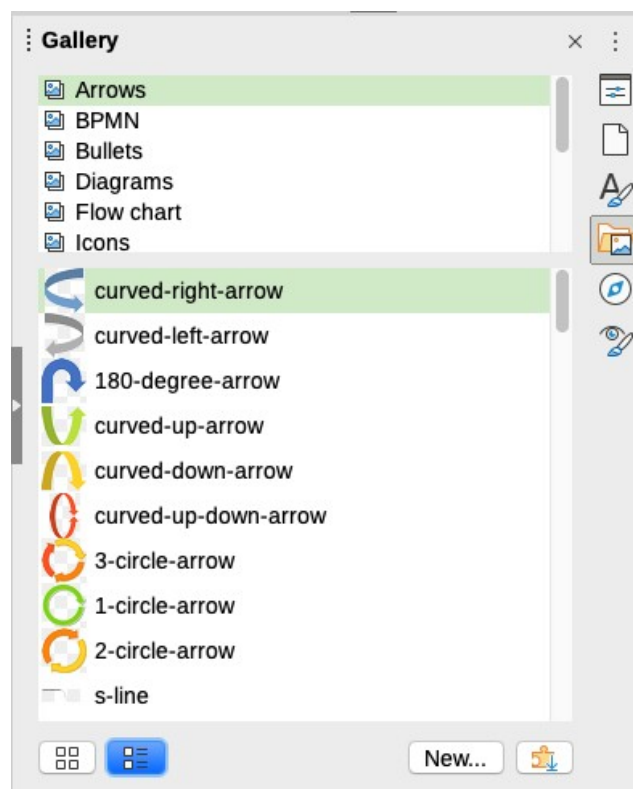 Gallery
Arrows
BPMN
Bullets
Diagrams
Flow chart
Icons
curved-right-arrow
curved-left-arrow
180-degree-arrow
curved-up-arrow
curved-down-arrow
curved-up-down-arrow
3-circle-arrow
1-circle-arrow
2-circle-arrow
s-line
New...